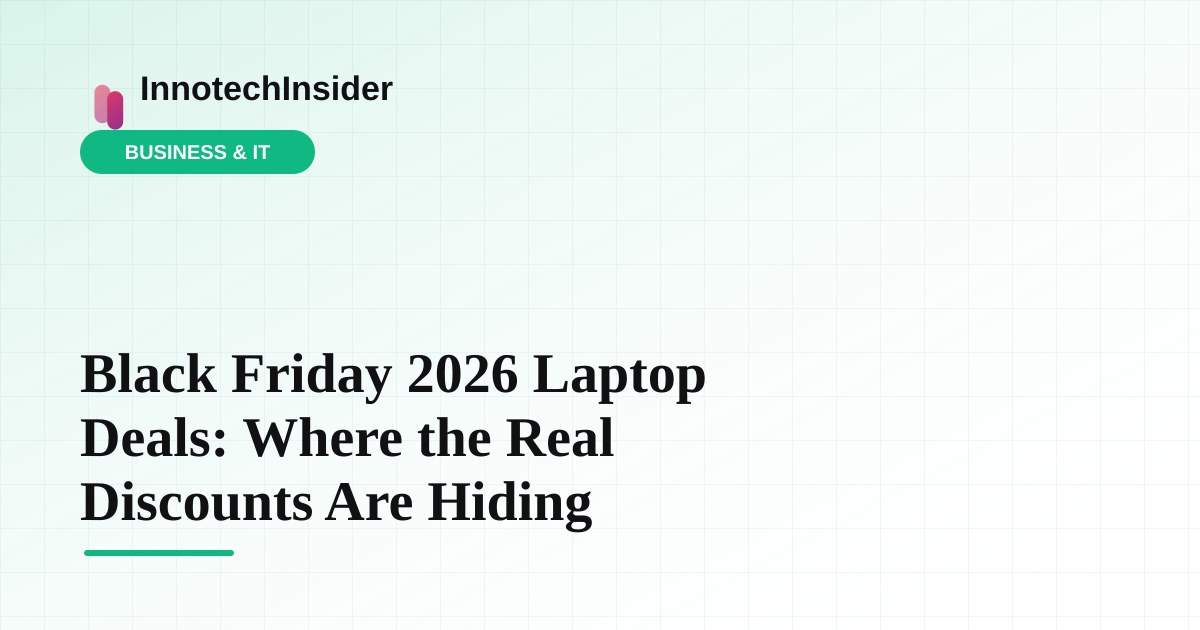 InnotechInsider
BUSINESS & IT
Black Friday 2026 Laptop
Deals: Where the Real
Discounts Are Hiding